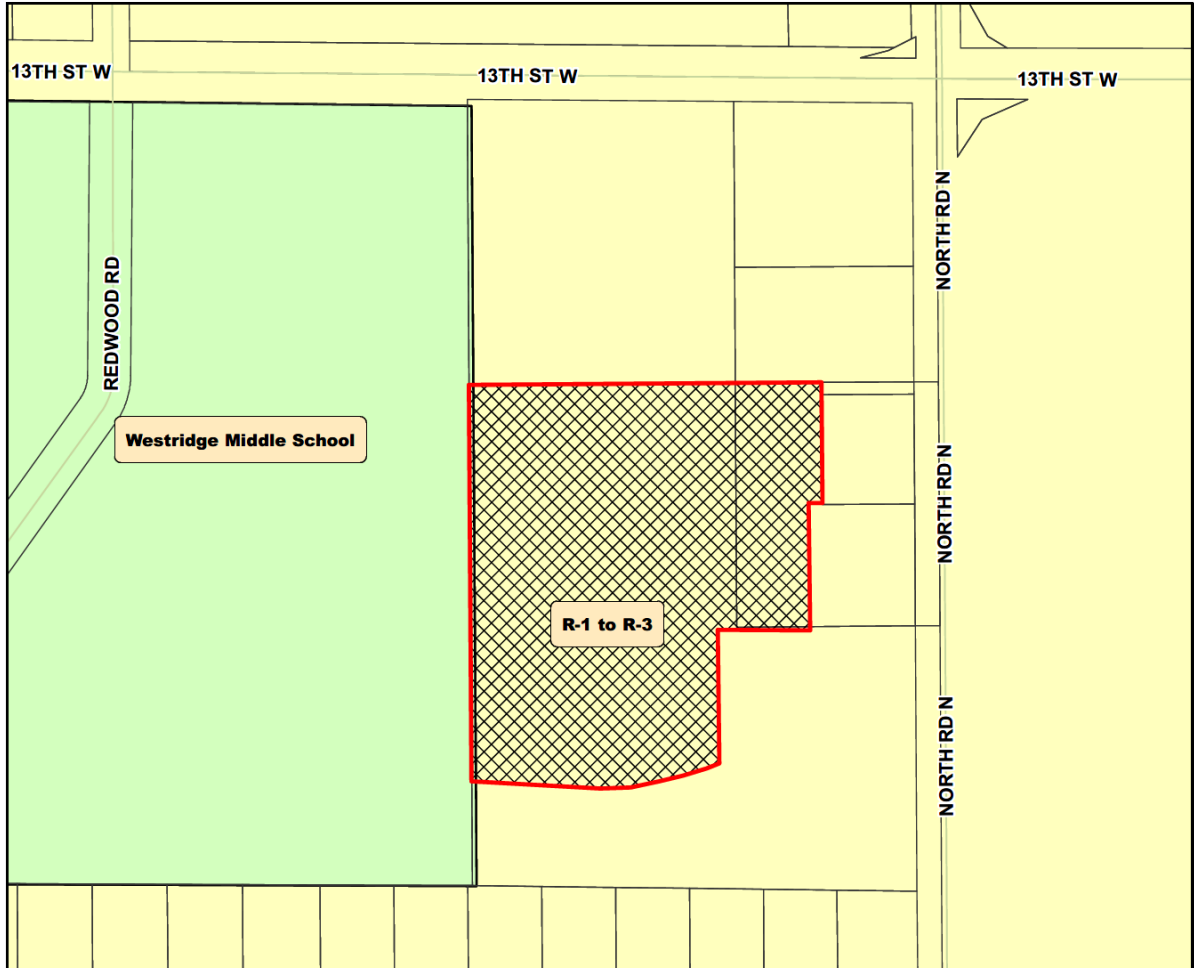 13TH ST W
13TH ST W
13TH ST W
NORTH RD N
REDWOOD RD
Westridge Middle School
NORTH RD N
R-1 to R-3
NORTH RD N